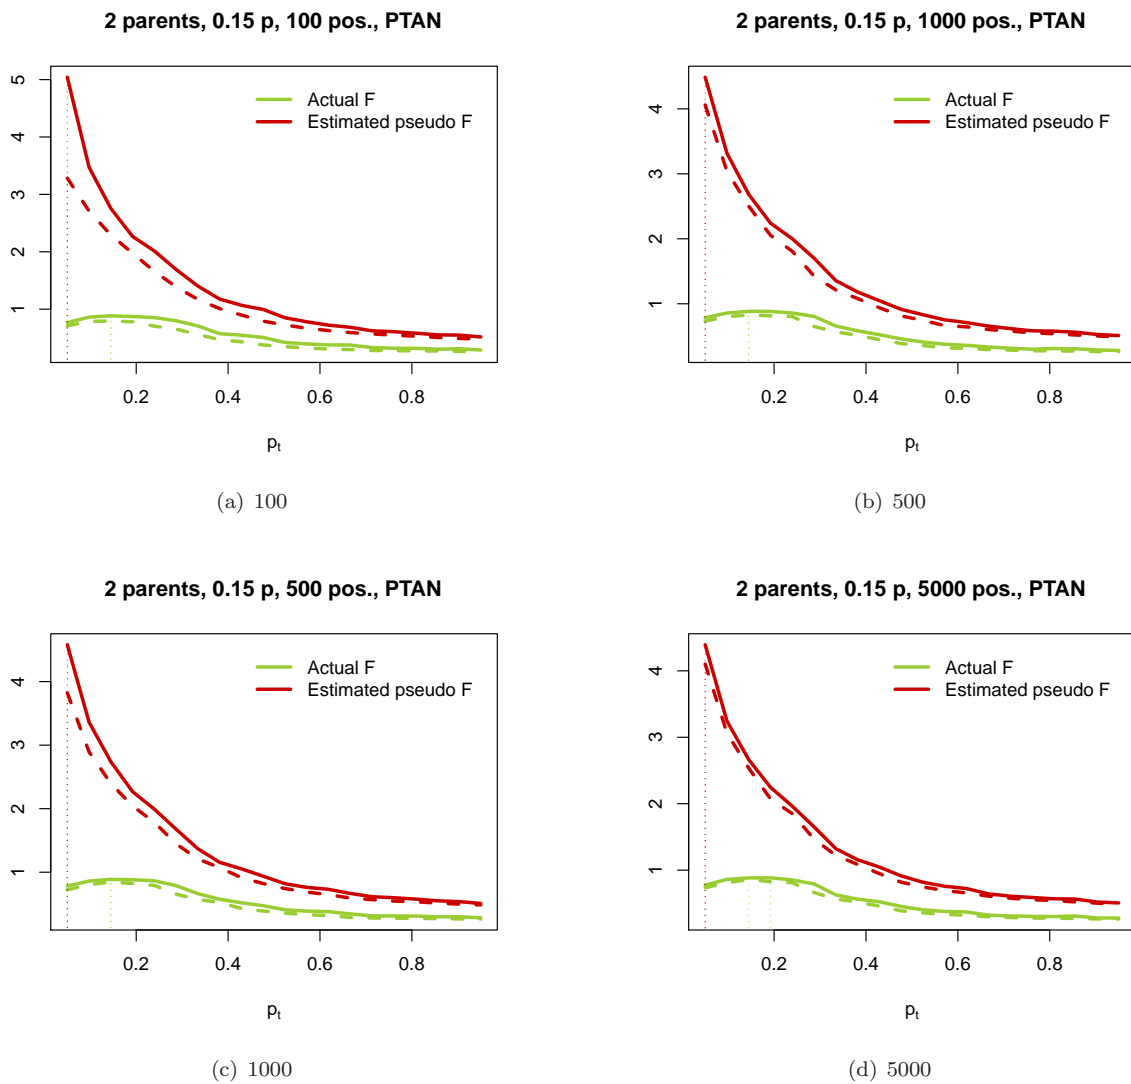 2 parents, 0.15 p, 100 pos., PTAN
5
4
3
2
1
Actual F
Estimated pseudo F
0.2 0.4 0.6 0.8
pt
(a) 100
2 parents, 0.15 p, 1000 pos., PTAN
4
3
2
1
Actual F
Estimated pseudo F
0.2 0.4 0.6 0.8
pt
(b) 500
2 parents, 0.15 p, 500 pos., PTAN
4
3
2
1
Actual F
Estimated pseudo F
0.2 0.4 0.6 0.8
pt
(c) 1000
2 parents, 0.15 p, 5000 pos., PTAN
4
3
2
1
Actual F
Estimated pseudo F
0.2 0.4 0.6 0.8
pt
(d) 5000